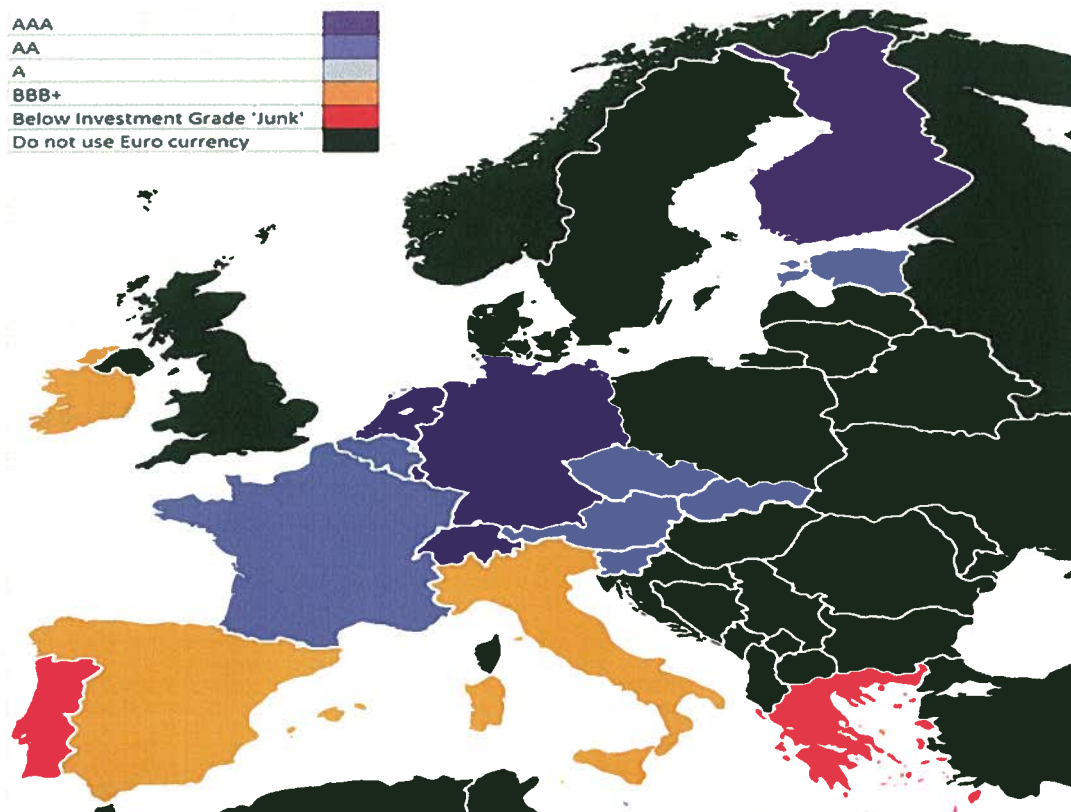 AAA
AA
A
BBB+
Below Investment Grade 'Junk'
Do not use Euro currency